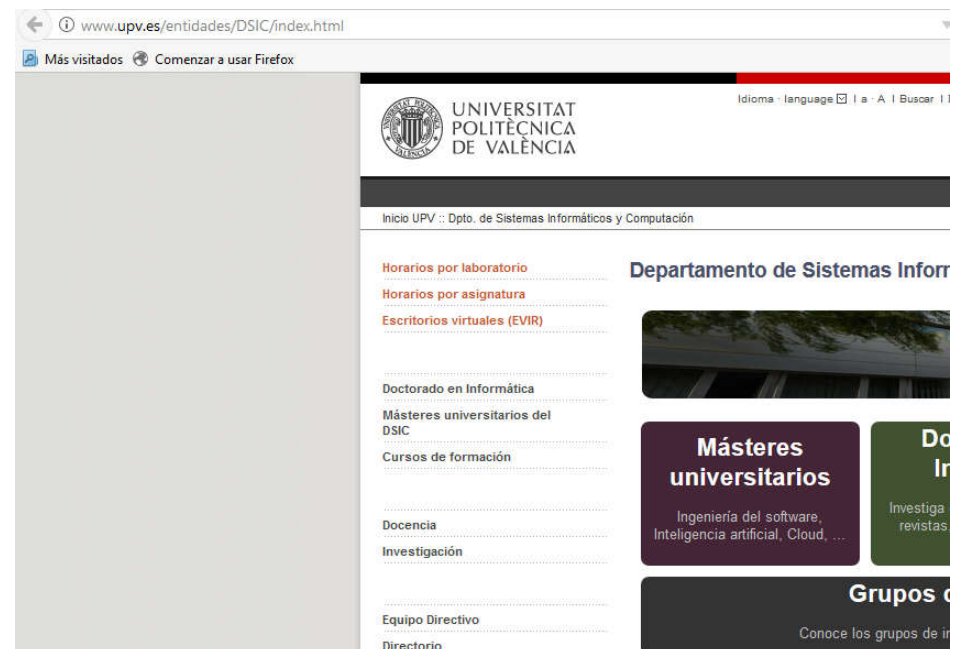 www.upv.es/entidades/DSIC/index.html
Más visitados Comenzar a usar Firefox
Idioma · language I a · A I Buscar I
UNIVERSITAT
POLITÈCNICA
DE VALÈNCIA
Inicio UPV :: Dpto. de Sistemas Informáticos y Computación
Horarios por laboratorio
Horarios por asignatura
Escritorios virtuales (EVIR)
Doctorado en Informática
Másteres universitarios del
DSIC
Cursos de formación
Docencia
Investigación
Equipo Directivo
Directorio
Departamento de Sistemas Infor
Másteres
universitarios
Ingeniería del software,
Inteligencia artificial, Cloud, ...
Do
In
Investiga
revistas
Grupos
Conoce los grupos de in